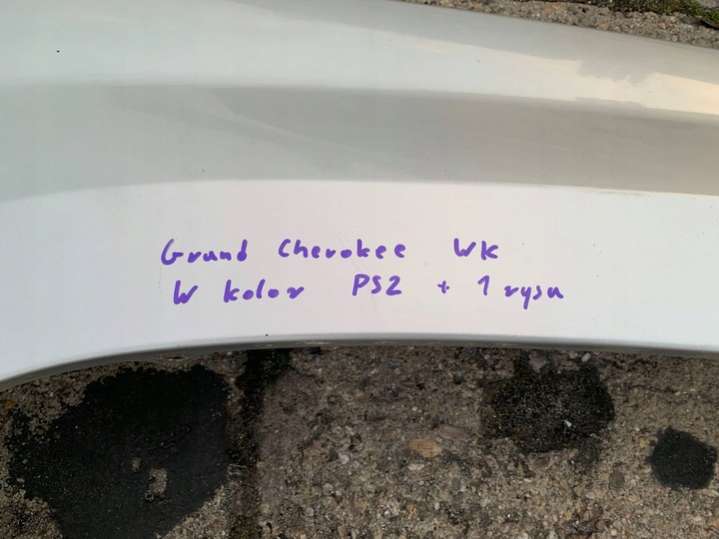 Grand Cherokee WK
W kolor PS2 + 1 rysa